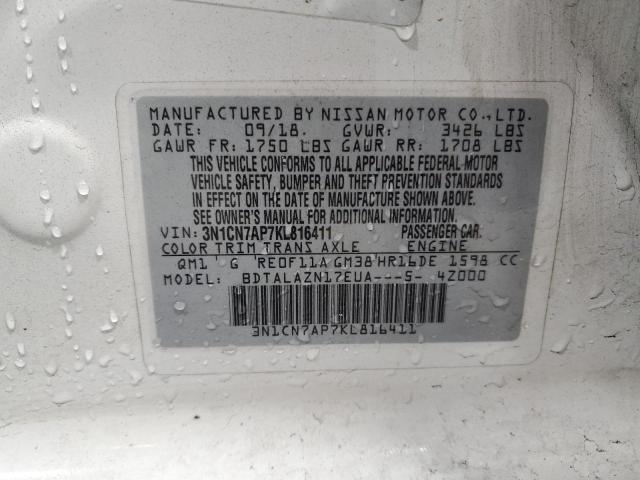 MANUFACTURED BY NISSAN MOTOR CO.,LTD.
DATE: 09/18. GVWR: 3426 LBS
GAWR FR: 1750 LBS GAWR RR: 1708 LBS
THIS VEHICLE CONFORMS TO ALL APPLICABLE FEDERAL MOTOR
VEHICLE SAFETY, BUMPER AND THEFT PREVENTION STANDARDS
IN EFFECT ON THE DATE OF MANUFACTURE SHOWN ABOVE.
SEE OWNER'S MANUAL FOR ADDITIONAL INFORMATION.
VIN: 3N1CN7AP7KL816411 PASSENGER CAR.
COLOR TRIM TRANS AXLE ENGINE
QM1 G RE0F11A GM38 HR16DE 1598 CC
MODEL: BDTALAZN17EUA---S- 4Z000
3N1CN7AP7KL816411